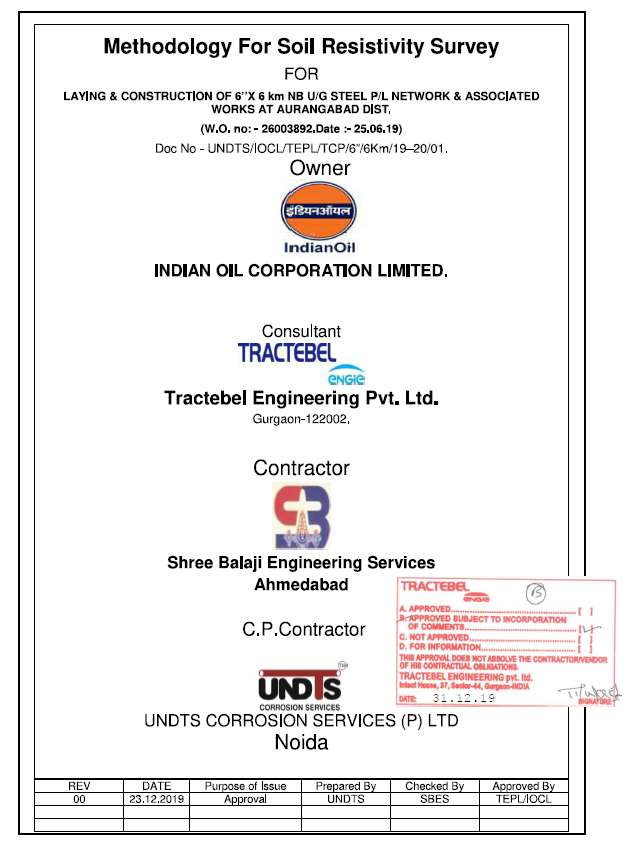 Methodology For Soil Resistivity Survey
FOR
LAYING & CONSTRUCTION OF 6''X 6 km NB U/G STEEL P/L NETWORK & ASSOCIATED
WORKS AT AURANGABAD DIST.
(W.O. no: - 26003892.Date :- 25.06.19)
Doc No - UNDTS/IOCL/TEPL/TCP/6"/6Km/19–20/01.
Owner
इंडियनऑयल
IndianOil
INDIAN OIL CORPORATION LIMITED.
Consultant
TRACTEBEL
ENGIE
Tractebel Engineering Pvt. Ltd.
Gurgaon-122002.
Contractor
SB
Shree Balaji Engineering Services
Ahmedabad
C.P.Contractor
UNDTS
TM
CORROSION SERVICES
UNDTS CORROSION SERVICES (P) LTD
Noida
TRACTEBEL
ENGIE
B
A. APPROVED.......................................... [ ]
B. APPROVED SUBJECT TO INCORPORATION
OF COMMENTS.................................... [ ]
C. NOT APPROVED.................................. [ ]
D. FOR INFORMATION.............................. [ ]
THIS APPROVAL DOES NOT ABSOLVE THE CONTRACTOR/VENDOR
OF HIS CONTRACTUAL OBLIGATIONS.
TRACTEBEL ENGINEERING pvt. ltd.
Intact House, 37, Sector-44, Gurgaon-INDIA
DATE: 31.12.19
SIGNATURE
REV DATE Purpose of Issue Prepared By Checked By Approved By
00 23.12.2019 Approval UNDTS SBES TEPL/IOCL